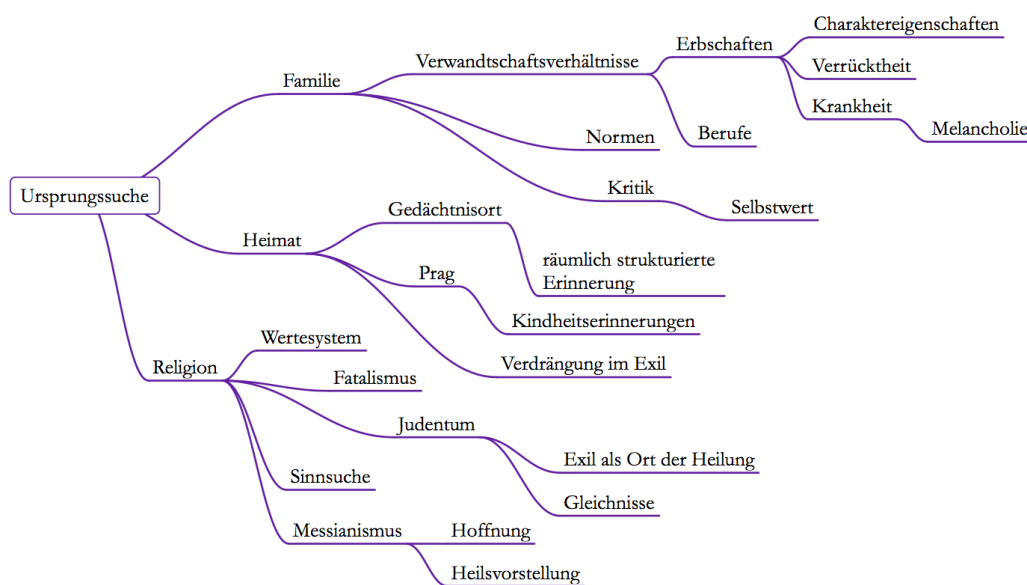 Charaktereigenschaften
Erbschaften
Verwandtschaftsverhältnisse
Verrücktheit
Familie
Krankheit
Melancholie
Normen
Berufe
Kritik
Ursprungssuche
Selbstwert
Gedächtnisort
Heimat
räumlich strukturierte
Erinnerung
Prag
Kindheitserinnerungen
Wertesystem
Verdrängung im Exil
Religion
Fatalismus
Judentum
Exil als Ort der Heilung
Sinnsuche
Gleichnisse
Messianismus
Hoffnung
Heilsvorstellung